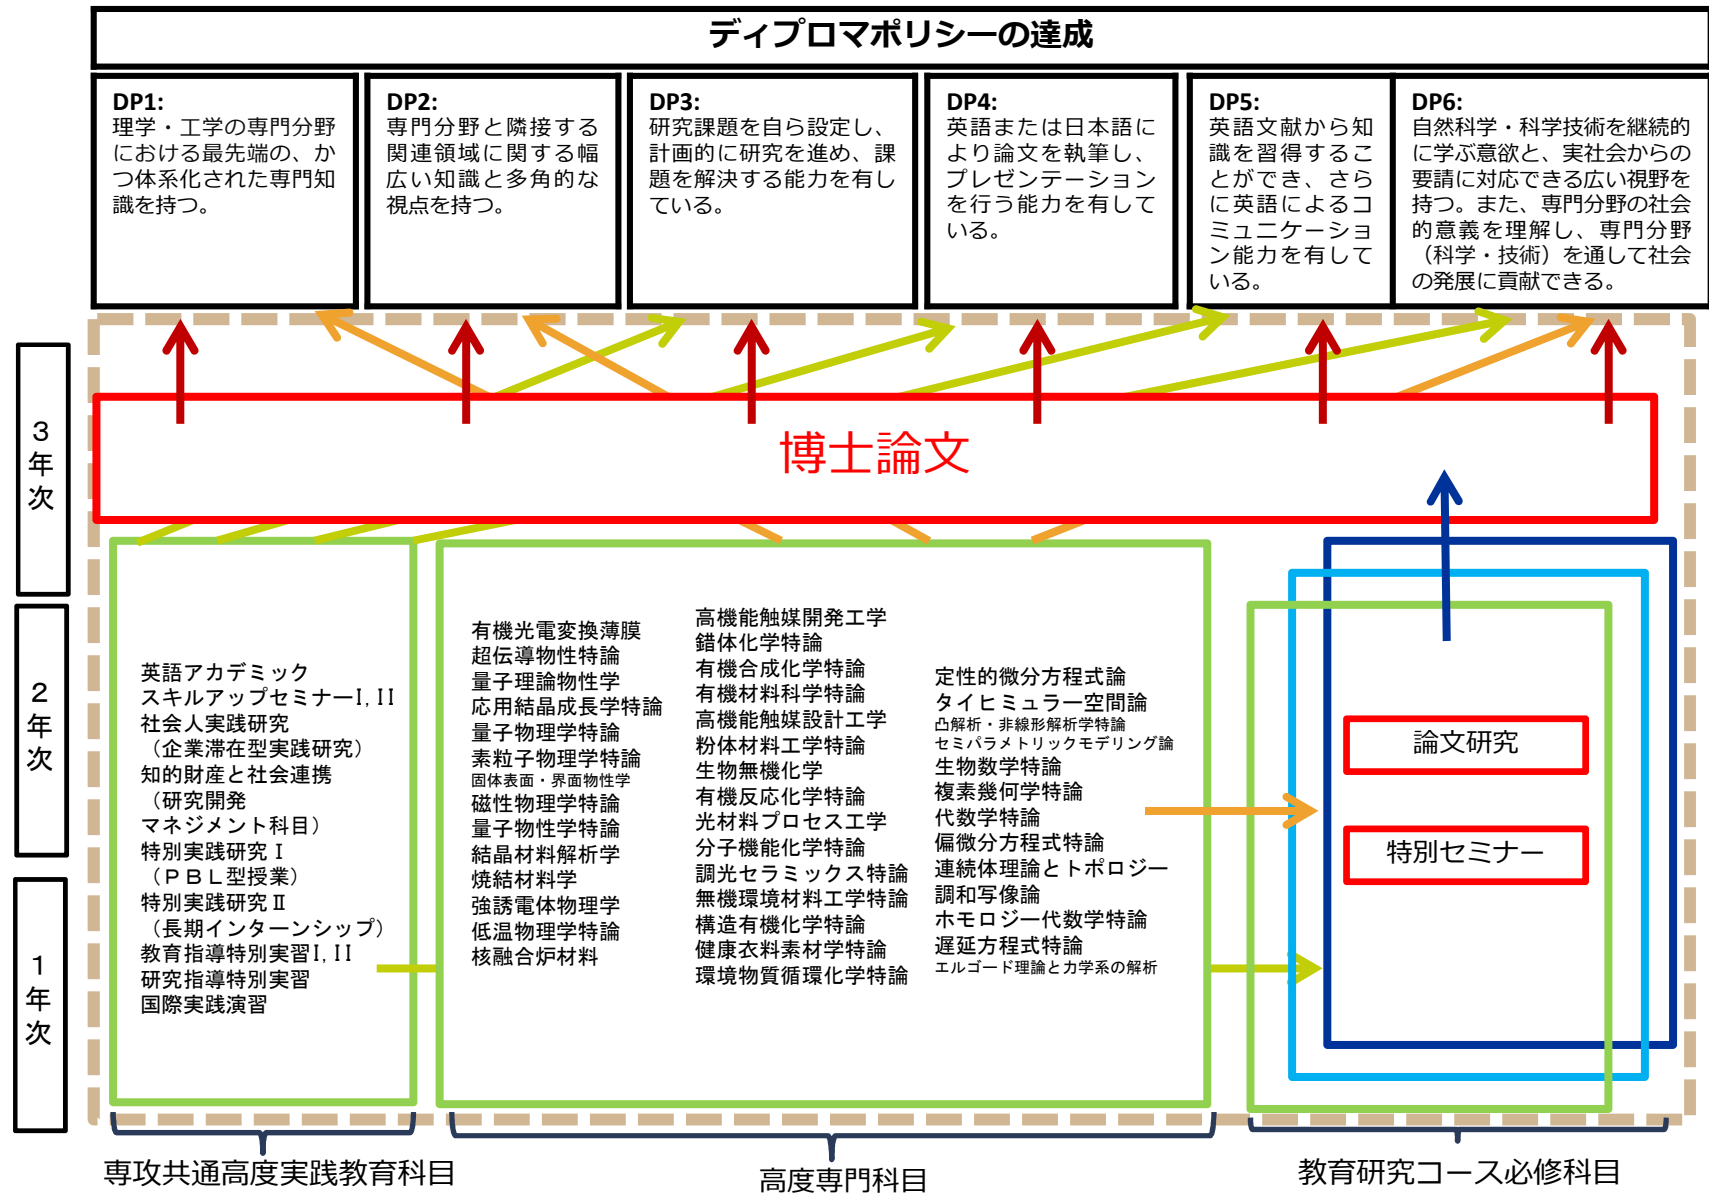 ディプロマポリシーの達成
DP1:
理学・工学の専門分野
における最先端の、か
つ体系化された専門知
識を持つ。
DP2:
専門分野と隣接する
関連領域に関する幅
広い知識と多角的な
視点を持つ。
DP3:
研究課題を自ら設定し、
計画的に研究を進め、課
題を解決する能力を有し
ている。
DP4:
英語または日本語に
より論文を執筆し、
プレゼンテーション
を行う能力を有して
いる。
DP5:
英語文献から知
識を習得するこ
とができ、さら
に英語によるコ
ミュニケーショ
ン能力を有して
いる。
DP6:
自然科学・科学技術を継続的
に学ぶ意欲と、実社会からの
要請に対応できる広い視野を
持つ。また、専門分野の社会
的意義を理解し、専門分野
（科学・技術）を通して社会
の発展に貢献できる。
3年次
博士論文
2年次
1年次
英語アカデミック
スキルアップセミナーI, II
社会人実践研究
（企業滞在型実践研究）
知的財産と社会連携
（研究開発
マネジメント科目）
特別実践研究Ⅰ
（ＰＢＬ型授業）
特別実践研究Ⅱ
（長期インターンシップ）
教育指導特別実習I, II
研究指導特別実習
国際実践演習
有機光電変換薄膜
超伝導物性特論
量子理論物性学
応用結晶成長学特論
量子物理学特論
素粒子物理学特論
固体表面・界面物性学
磁性物理学特論
量子物性学特論
結晶材料解析学
焼結材料学
強誘電体物理学
低温物理学特論
核融合炉材料
高機能触媒開発工学
錯体化学特論
有機合成化学特論
有機材料科学特論
高機能触媒設計工学
粉体材料工学特論
生物無機化学
有機反応化学特論
光材料プロセス工学
分子機能化学特論
調光セラミックス特論
無機環境材料工学特論
構造有機化学特論
健康衣料素材学特論
環境物質循環化学特論
定性的微分方程式論
タイヒミュラー空間論
凸解析・非線形解析学特論
セミパラメトリックモデリング論
生物数学特論
複素幾何学特論
代数学特論
偏微分方程式特論
連続体理論とトポロジー
調和写像論
ホモロジー代数学特論
遅延方程式特論
エルゴード理論と力学系の解析
論文研究
特別セミナー
専攻共通高度実践教育科目
高度専門科目
教育研究コース必修科目